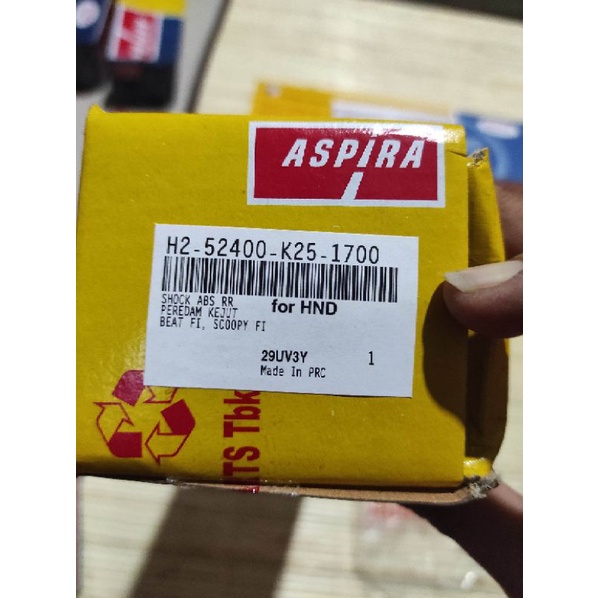 ASPIRA
H2-52400-K25-1700
SHOCK ABS RR for HND
PEREDAM KEJUT
BEAT FI, SCOOPY FI
29UV3Y 1
Made In PRC
Tbk